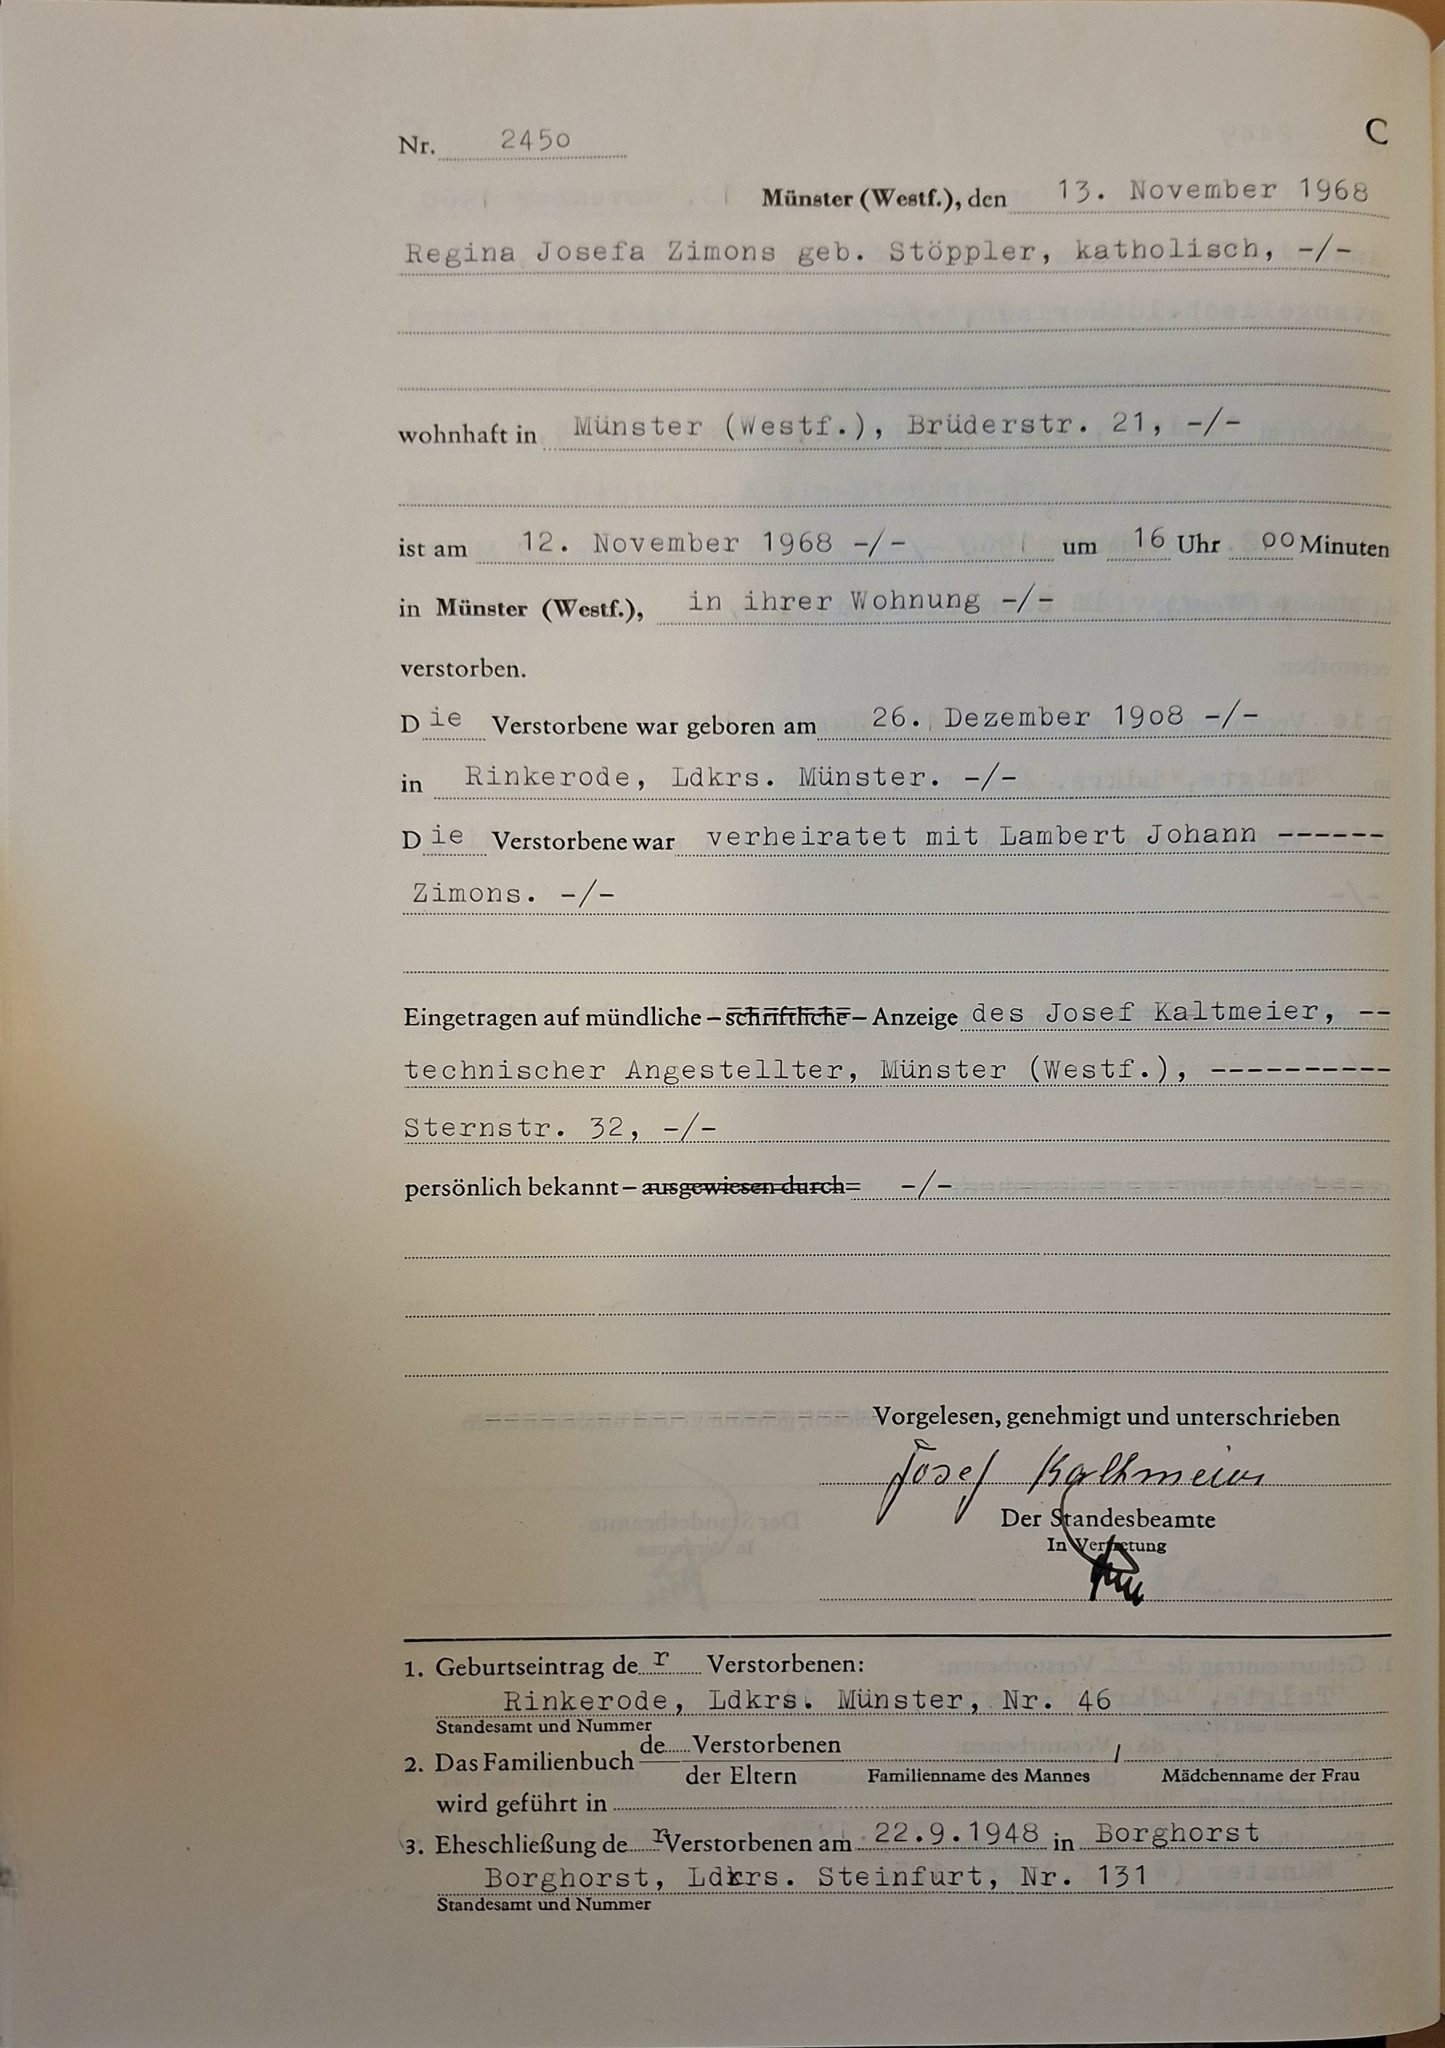 C
Nr. 2450
Münster (Westf.), den 13. November 1968
Regina Josefa Zimons geb. Stöppler, katholisch, -/-
wohnhaft in Münster (Westf.), Brüderstr. 21, -/-
ist am 12. November 1968 -/- um 16 Uhr 00 Minuten
in Münster (Westf.), in ihrer Wohnung -/-
verstorben.
Die Verstorbene war geboren am 26. Dezember 1908 -/-
in Rinkerode, Ldkrs. Münster. -/-
Die Verstorbene war verheiratet mit Lambert Johann ------
Zimons. -/-
Eingetragen auf mündliche – schriftliche – Anzeige des Josef Kaltmeier, --
technischer Angestellter, Münster (Westf.), ----------
Sternstr. 32, -/-
persönlich bekannt – ausgewiesen durch -/-
Vorgelesen, genehmigt und unterschrieben
Josef Kaltmeier
Der Standesbeamte
In Vertretung
1. Geburtseintrag der Verstorbenen:
Rinkerode, Ldkrs. Münster, Nr. 46
Standesamt und Nummer
2. Das Familienbuch de Verstorbenen /
der Eltern Familienname des Mannes Mädchenname der Frau
wird geführt in
3. Eheschließung der Verstorbenen am 22.9.1948 in Borghorst
Borghorst, Ldkrs. Steinfurt, Nr. 131
Standesamt und Nummer